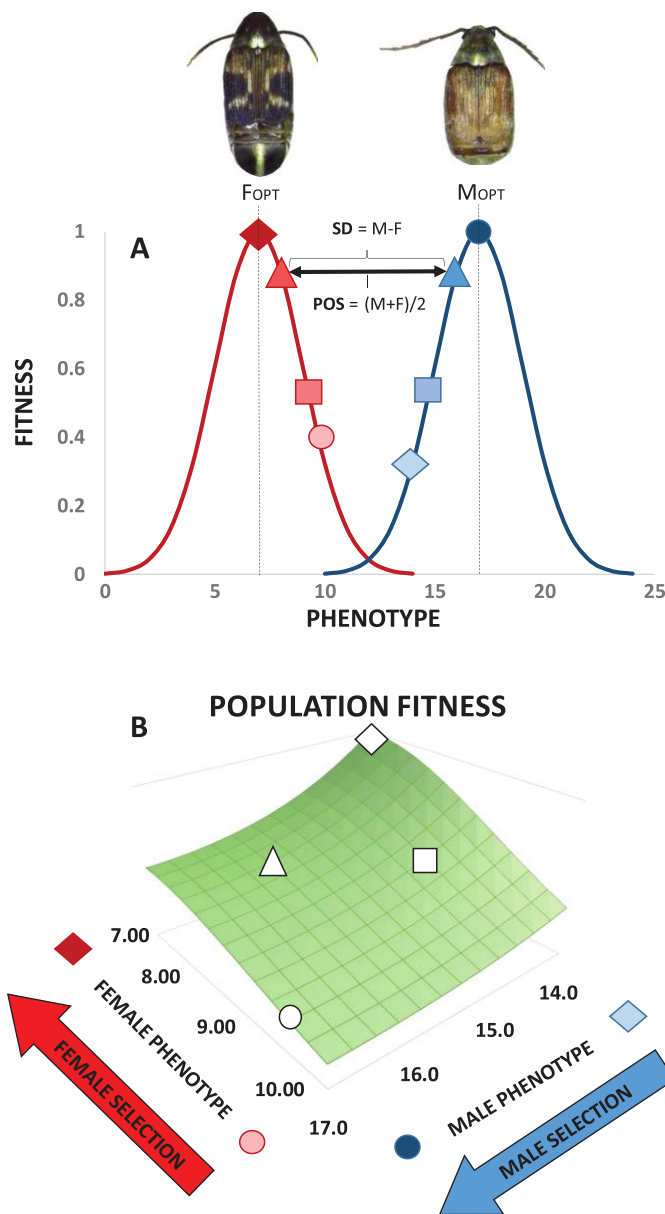 FOPT
MOPT
A
SD = M-F
POS = (M+F)/2
1
0.8
0.6
0.4
0.2
0
FITNESS
0 5 10 15 20 25
PHENOTYPE
B
POPULATION FITNESS
7.00
8.00
9.00
10.00
17.0
16.0
15.0
14.0
FEMALE PHENOTYPE
MALE PHENOTYPE
FEMALE SELECTION
MALE SELECTION